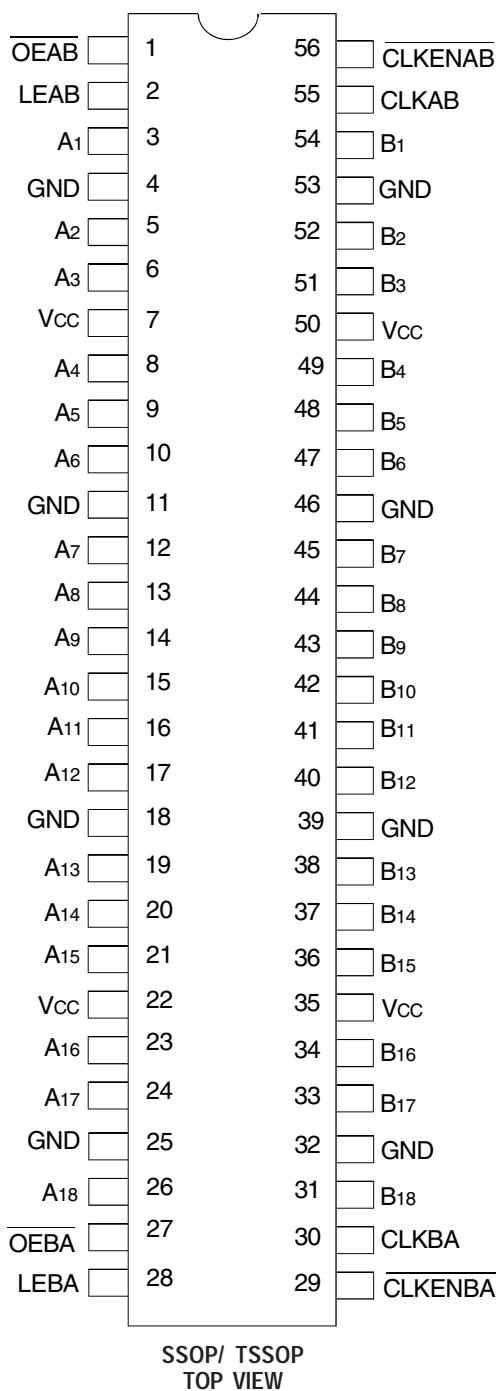 OEAB 1 56 CLKENAB
LEAB 2 55 CLKAB
A1 3 54 B1
GND 4 53 GND
A2 5 52 B2
A3 6 51 B3
VCC 7 50 VCC
A4 8 49 B4
A5 9 48 B5
A6 10 47 B6
GND 11 46 GND
A7 12 45 B7
A8 13 44 B8
A9 14 43 B9
A10 15 42 B10
A11 16 41 B11
A12 17 40 B12
GND 18 39 GND
A13 19 38 B13
A14 20 37 B14
A15 21 36 B15
VCC 22 35 VCC
A16 23 34 B16
A17 24 33 B17
GND 25 32 GND
A18 26 31 B18
OEBA 27 30 CLKBA
LEBA 28 29 CLKENBA
SSOP/ TSSOP
TOP VIEW